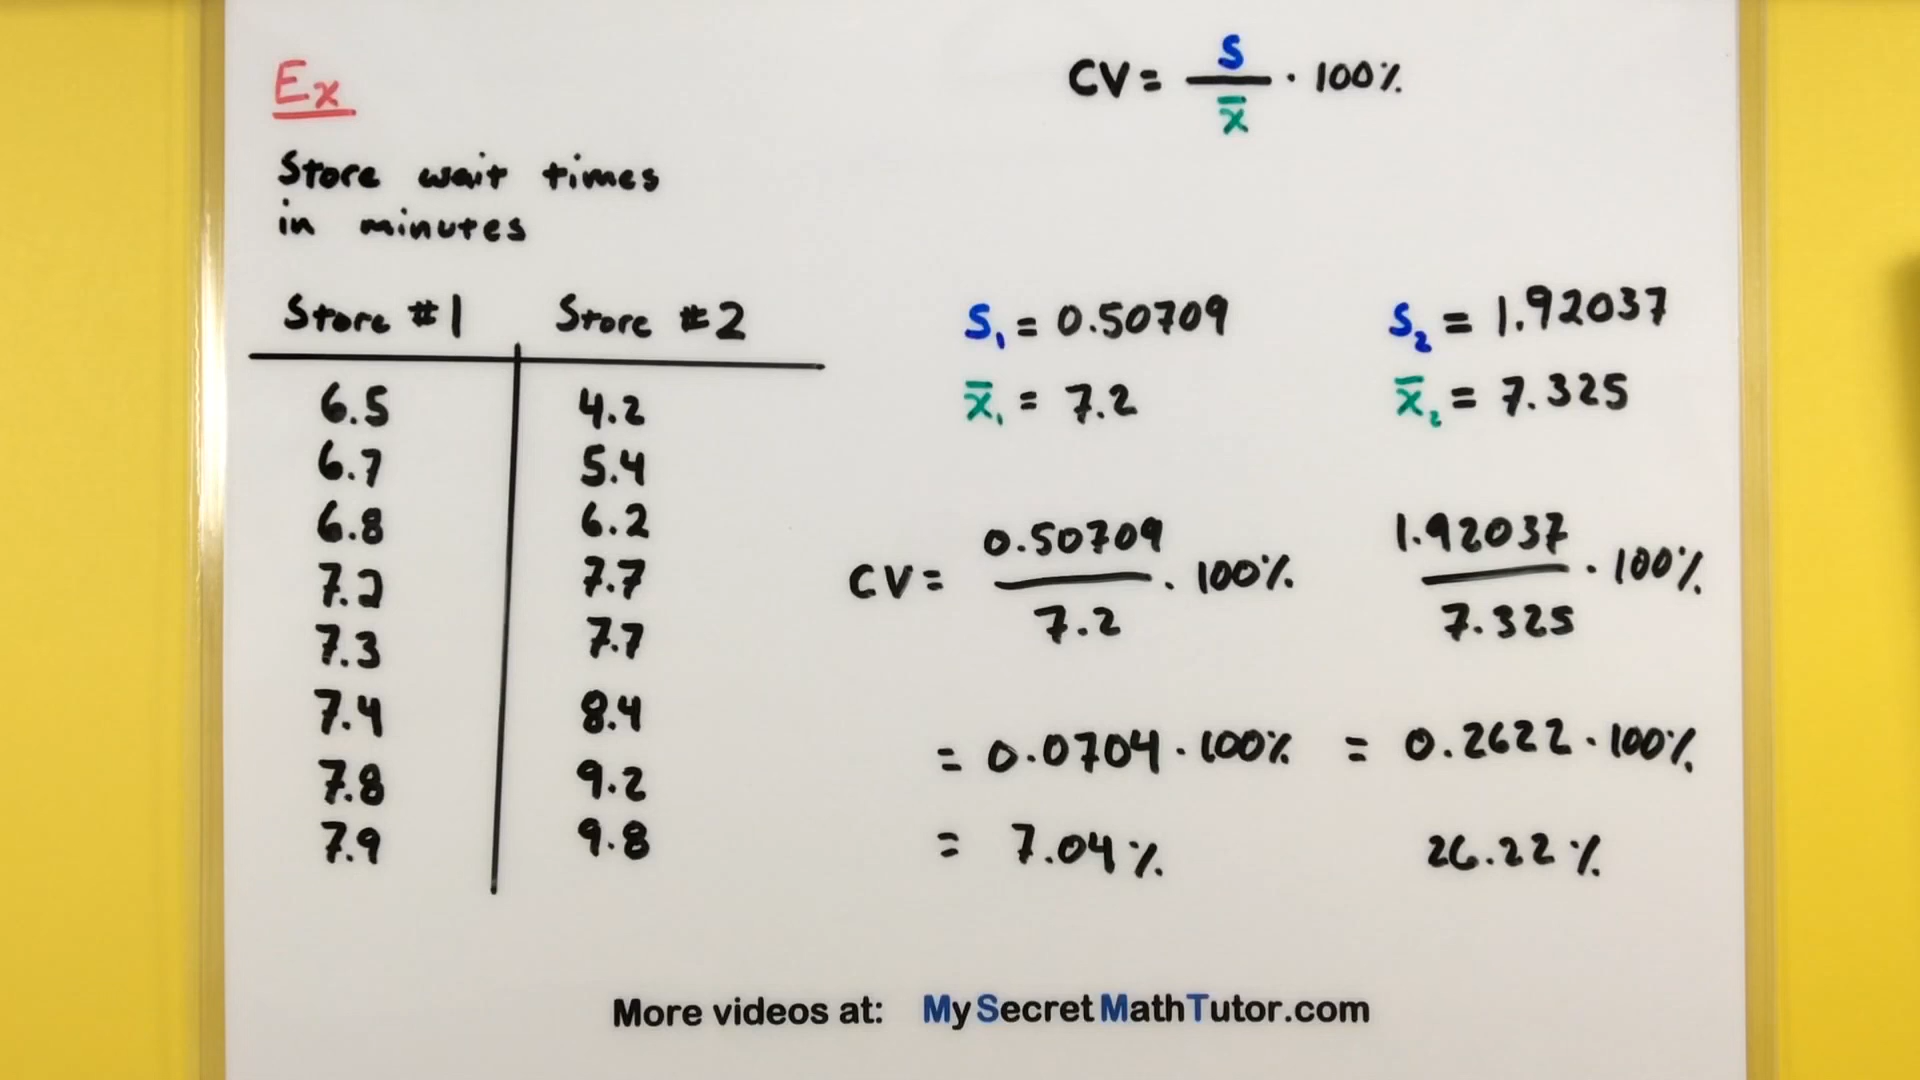 Ex
CV = s/x̄ · 100%
Store wait times
in minutes
Store #1 Store #2
6.5 4.2
6.7 5.4
6.8 6.2
7.2 7.7
7.3 7.7
7.4 8.4
7.8 9.2
7.9 9.8
s₁ = 0.50709 s₂ = 1.92037
x̄₁ = 7.2 x̄₂ = 7.325
CV = 0.50709/7.2 · 100% 1.92037/7.325 · 100%
= 0.0704 · 100% = 0.2622 · 100%
= 7.04% 26.22%
More videos at: MySecretMathTutor.com